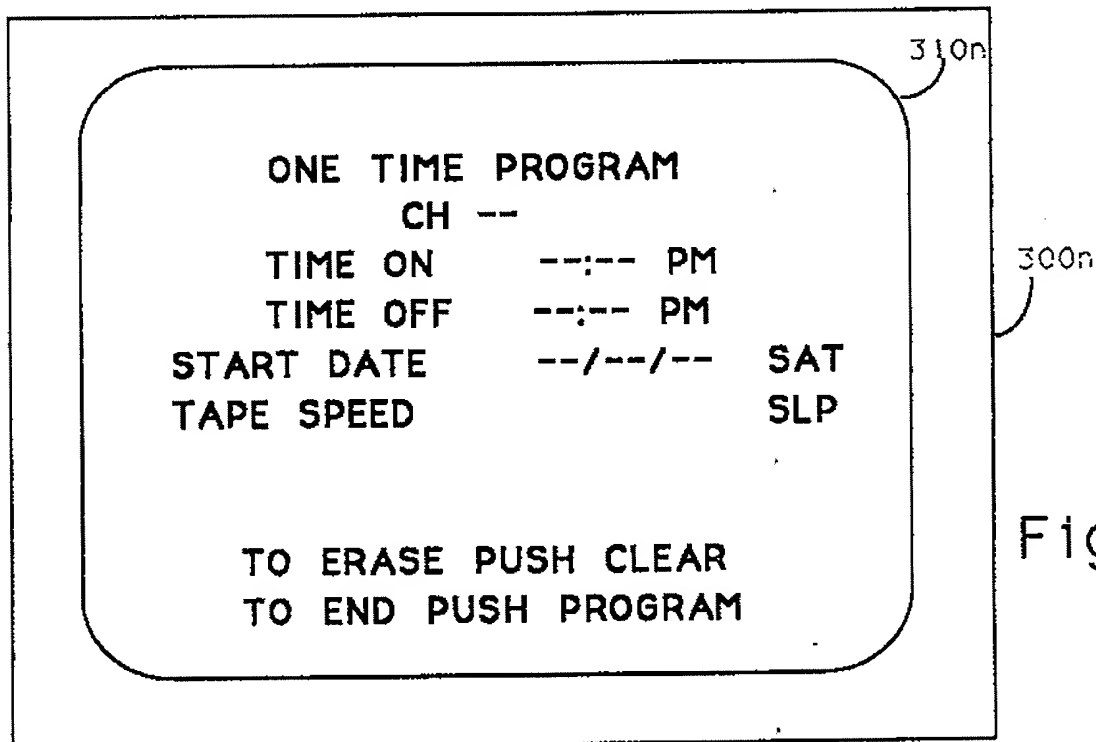 310n
ONE TIME PROGRAM
CH --
TIME ON --:-- PM
300n
TIME OFF --:-- PM
START DATE --/--/-- SAT
TAPE SPEED SLP
TO ERASE PUSH CLEAR
TO END PUSH PROGRAM